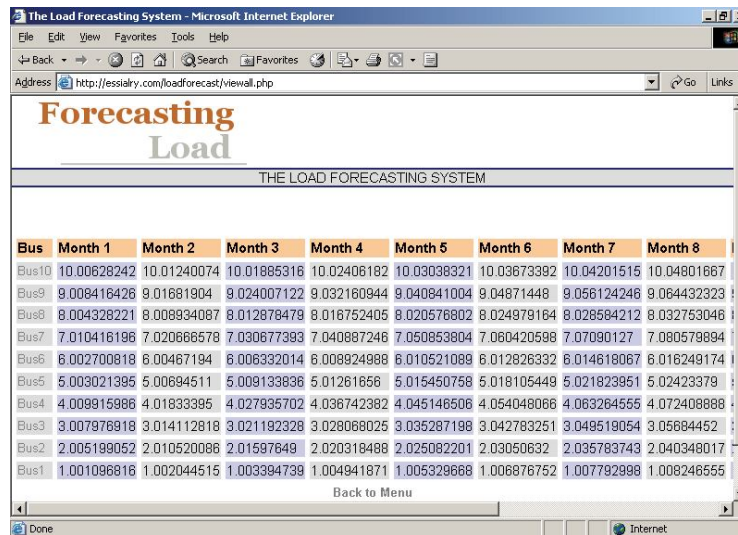 The Load Forecasting System - Microsoft Internet Explorer
File Edit View Favorites Tools Help
Back Search Favorites
Address http://essialry.com/loadforecast/viewall.php Go Links
Forecasting
Load
THE LOAD FORECASTING SYSTEM
Bus Month 1 Month 2 Month 3 Month 4 Month 5 Month 6 Month 7 Month 8
Bus10 10.00628242 10.01240074 10.01885316 10.02406182 10.03038321 10.03673392 10.04201515 10.04801667
Bus9 9.008416426 9.01681904 9.024007122 9.032160944 9.040841004 9.04871448 9.056124246 9.064432323
Bus8 8.004328221 8.008934087 8.012878479 8.016752405 8.020576802 8.024979164 8.028584212 8.032753046
Bus7 7.010416196 7.020666578 7.030677393 7.040887246 7.050853804 7.060420598 7.07090127 7.080579894
Bus6 6.002700818 6.00467194 6.006332014 6.008924988 6.010521089 6.012826332 6.014618067 6.016249174
Bus5 5.003021395 5.00694511 5.009133836 5.01261656 5.015450758 5.018105449 5.021823951 5.02423379
Bus4 4.009915986 4.01833395 4.027935702 4.036742382 4.045146506 4.054048066 4.063264555 4.072408888
Bus3 3.007976918 3.014112818 3.021192328 3.028068025 3.035287198 3.042783251 3.049519054 3.05684452
Bus2 2.005199052 2.010520086 2.01597649 2.020318488 2.025082201 2.03050632 2.035783743 2.040348017
Bus1 1.001096816 1.002044515 1.003394739 1.004941871 1.005329668 1.006876752 1.007792998 1.008246555
Back to Menu
Done Internet